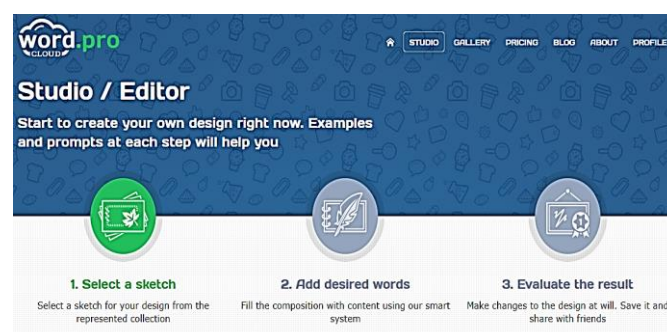 word.pro
CLOUD
STUDIO GALLERY PRICING BLOG ABOUT PROFILE
Studio / Editor
Start to create your own design right now. Examples
and prompts at each step will help you
1
1. Select a sketch
2. Add desired words
3. Evaluate the result
Select a sketch for your design from the
represented collection
Fill the composition with content using our smart
system
Make changes to the design at will. Save it and
share with friends